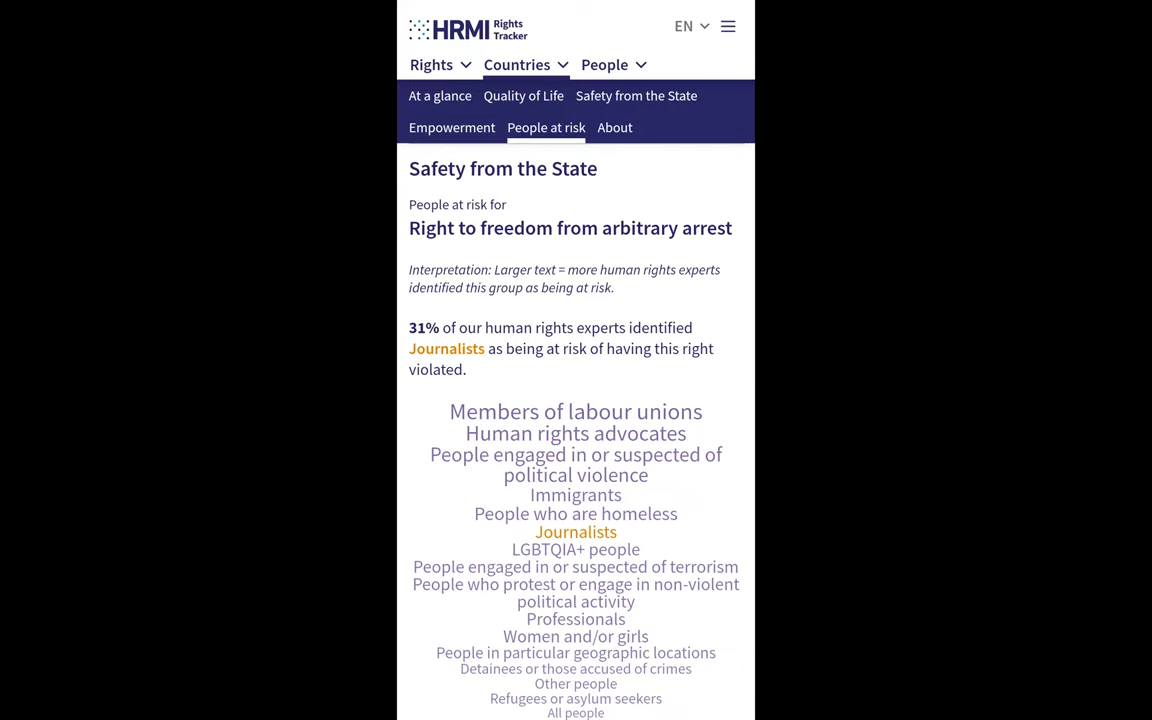 HRMI Rights Tracker
EN
Rights
Countries
People
At a glance
Quality of Life
Safety from the State
Empowerment
People at risk
About
Safety from the State
People at risk for
Right to freedom from arbitrary arrest
Interpretation: Larger text = more human rights experts
identified this group as being at risk.
31% of our human rights experts identified
Journalists as being at risk of having this right
violated.
Members of labour unions
Human rights advocates
People engaged in or suspected of
political violence
Immigrants
People who are homeless
Journalists
LGBTQIA+ people
People engaged in or suspected of terrorism
People who protest or engage in non-violent
political activity
Professionals
Women and/or girls
People in particular geographic locations
Detainees or those accused of crimes
Other people
Refugees or asylum seekers
All people